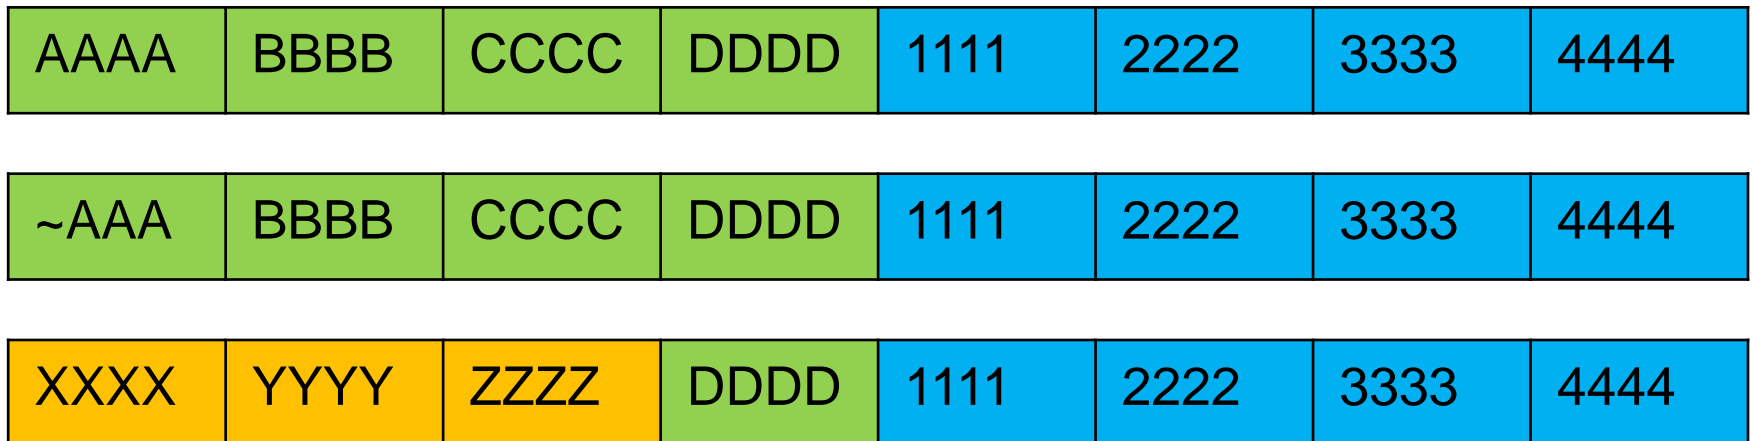 AAAA BBBB CCCC DDDD 1111 2222 3333 4444
~AAA BBBB CCCC DDDD 1111 2222 3333 4444
XXXX YYYY ZZZZ DDDD 1111 2222 3333 4444